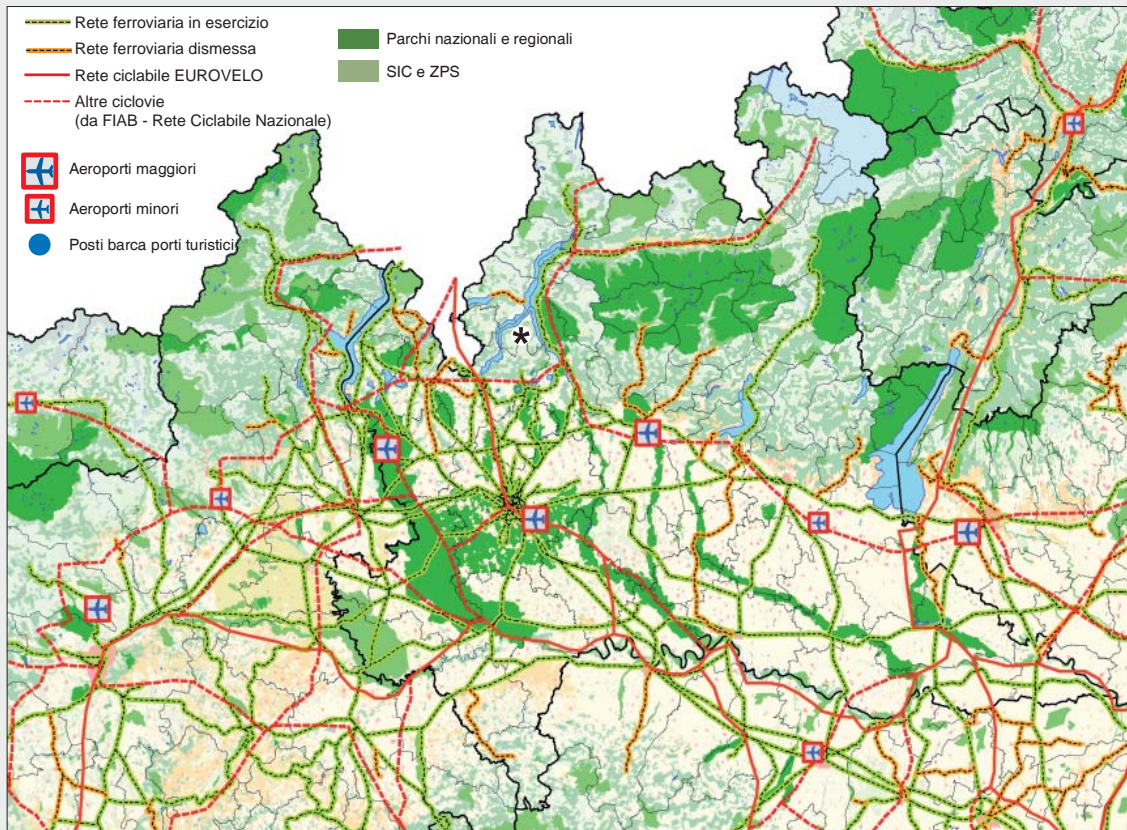 Rete ferroviaria in esercizio
Rete ferroviaria dismessa
Rete ciclabile EUROVELO
Altre ciclovie
(da FIAB - Rete Ciclabile Nazionale)
Aeroporti maggiori
Aeroporti minori
Posti barca porti turistici
Parchi nazionali e regionali
SIC e ZPS
*